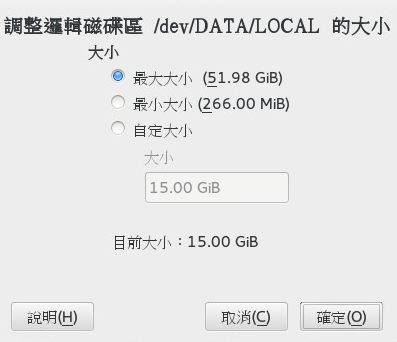 調整邏輯磁碟區 /dev/DATA/LOCAL 的大小
大小
最大大小 (51.98 GiB)
最小大小 (266.00 MiB)
自定大小
大小
15.00 GiB
目前大小：15.00 GiB
說明(H) 取消(C) 確定(O)